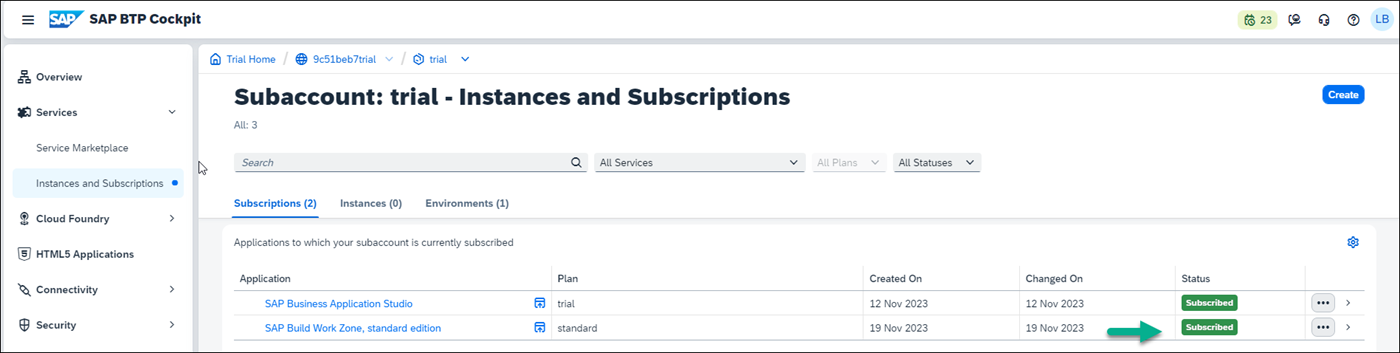 SAP SAP BTP Cockpit 23 LB
Overview
Services
Service Marketplace
Instances and Subscriptions
Cloud Foundry
HTML5 Applications
Connectivity
Security
Trial Home / 9c51beb7trial / trial
Subaccount: trial - Instances and Subscriptions Create
All: 3
Search All Services All Plans All Statuses
Subscriptions (2) Instances (0) Environments (1)
Applications to which your subaccount is currently subscribed
Application Plan Created On Changed On Status
SAP Business Application Studio trial 12 Nov 2023 12 Nov 2023 Subscribed
SAP Build Work Zone, standard edition standard 19 Nov 2023 19 Nov 2023 Subscribed